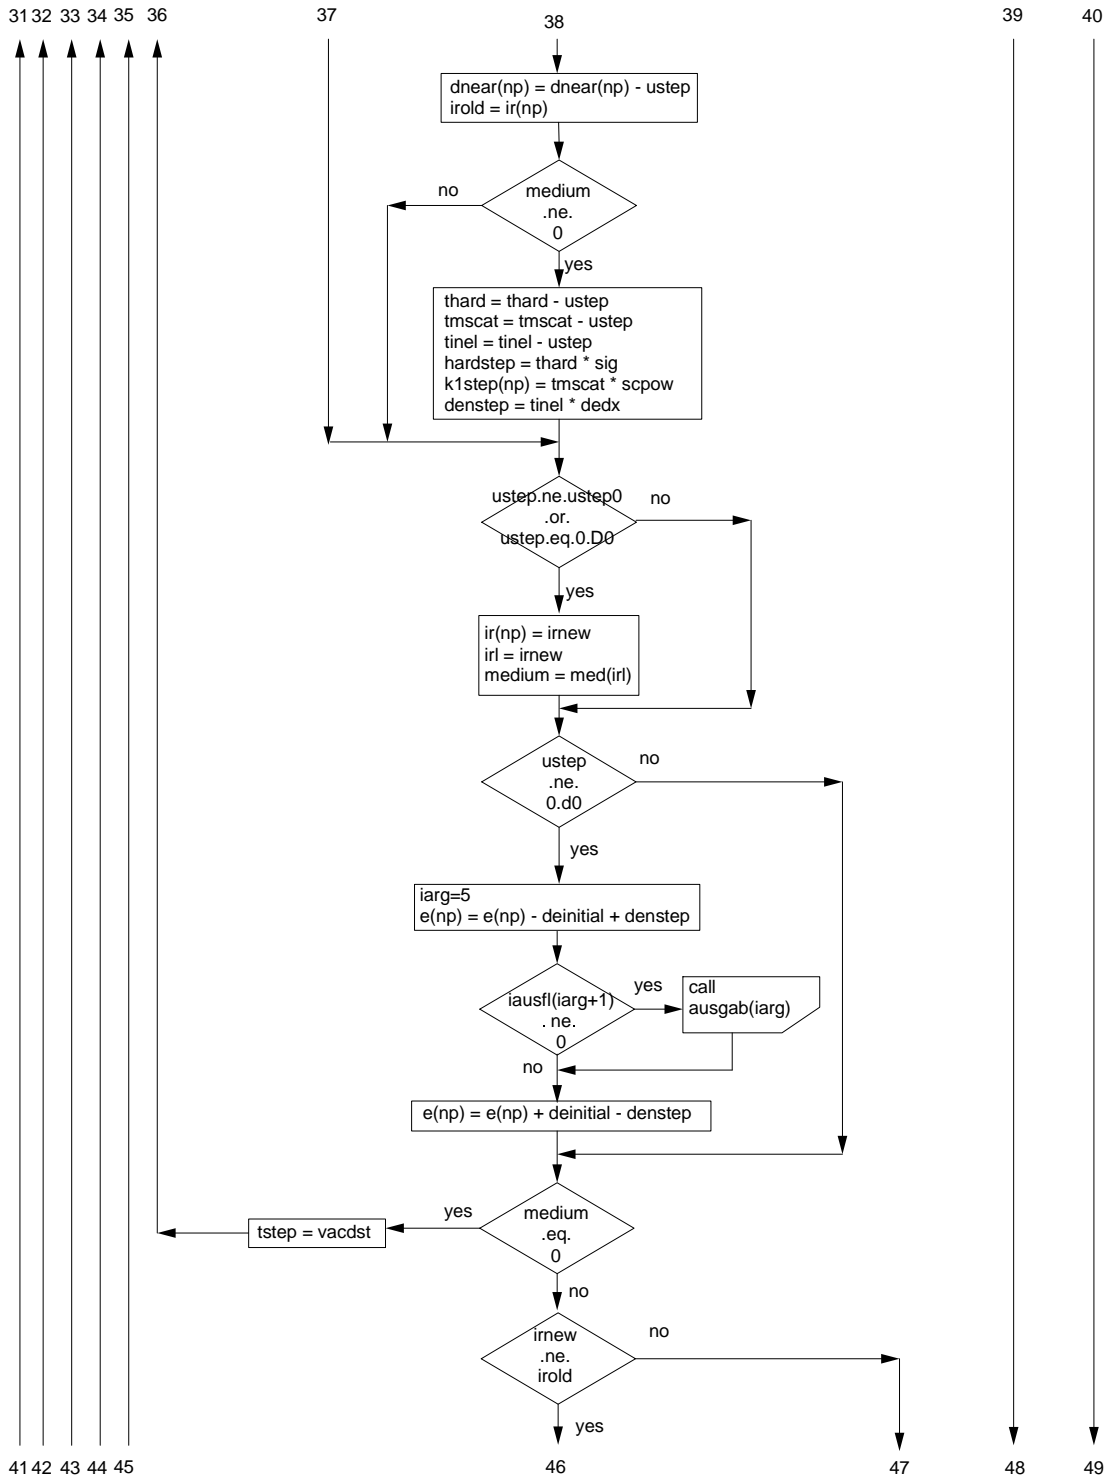 31 32 33 34 35 36 37 38 39 40
dnear(np) = dnear(np) - ustep
irold = ir(np)
no
medium
.ne.
0
yes
thard = thard - ustep
tmscat = tmscat - ustep
tinel = tinel - ustep
hardstep = thard * sig
k1step(np) = tmscat * scpow
denstep = tinel * dedx
ustep.ne.ustep0
.or.
ustep.eq.0.D0
no
yes
ir(np) = irnew
irl = irnew
medium = med(irl)
ustep
.ne.
0.d0
no
yes
iarg=5
e(np) = e(np) - deinitial + denstep
iausfl(iarg+1)
. ne.
0
yes
call
ausgab(iarg)
no
e(np) = e(np) + deinitial - denstep
medium
.eq.
0
yes
tstep = vacdst
no
irnew
.ne.
irold
no
yes
41 42 43 44 45 46 47 48 49